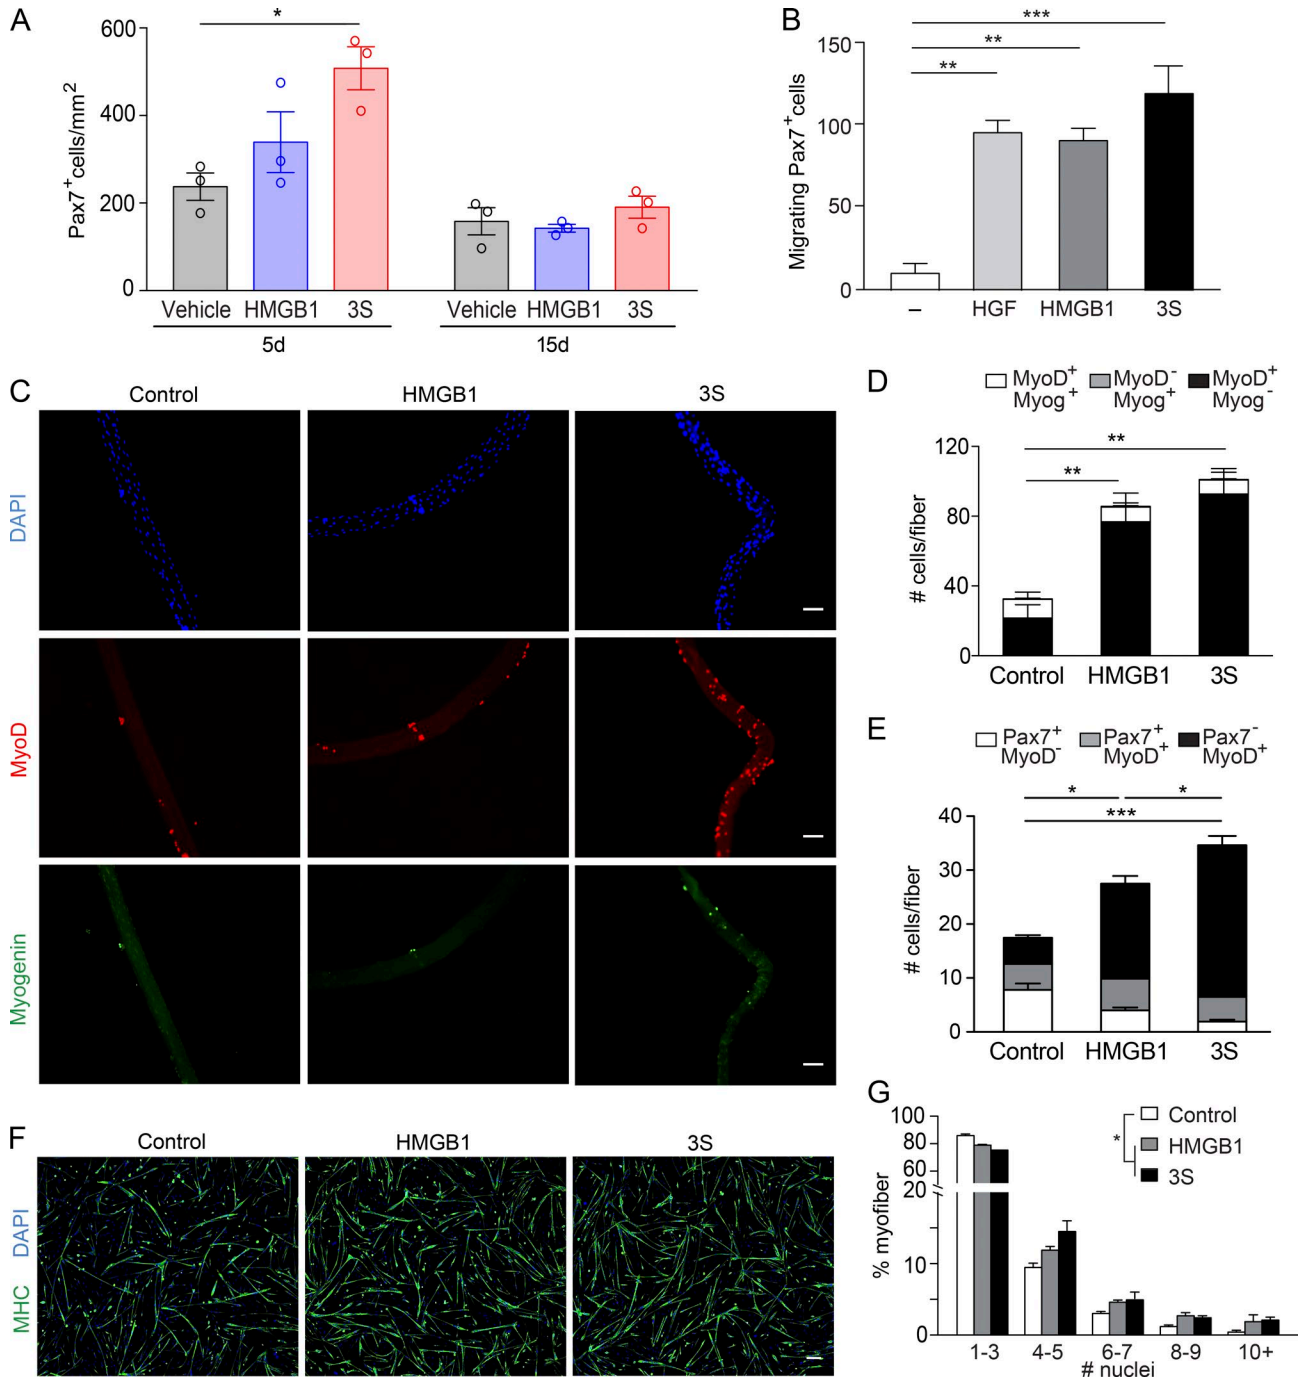 A
600
400
200
0
Pax7+cells/mm2
*
Vehicle HMGB1 3S
5d
Vehicle HMGB1 3S
15d
B
150
100
50
0
Migrating Pax7+cells
***
**
**
– HGF HMGB1 3S
C
Control HMGB1 3S
DAPI
MyoD
Myogenin
D
MyoD+ MyoD- MyoD+
Myog+ Myog+ Myog-
120
80
40
0
# cells/fiber
**
**
Control HMGB1 3S
E
Pax7+ Pax7+ Pax7-
MyoD- MyoD+ MyoD+
40
30
20
10
0
# cells/fiber
* *
***
Control HMGB1 3S
F
Control HMGB1 3S
MHC DAPI
G
100
80
60
20
10
0
% myofiber
* Control
HMGB1
3S
1-3 4-5 6-7 8-9 10+
# nuclei